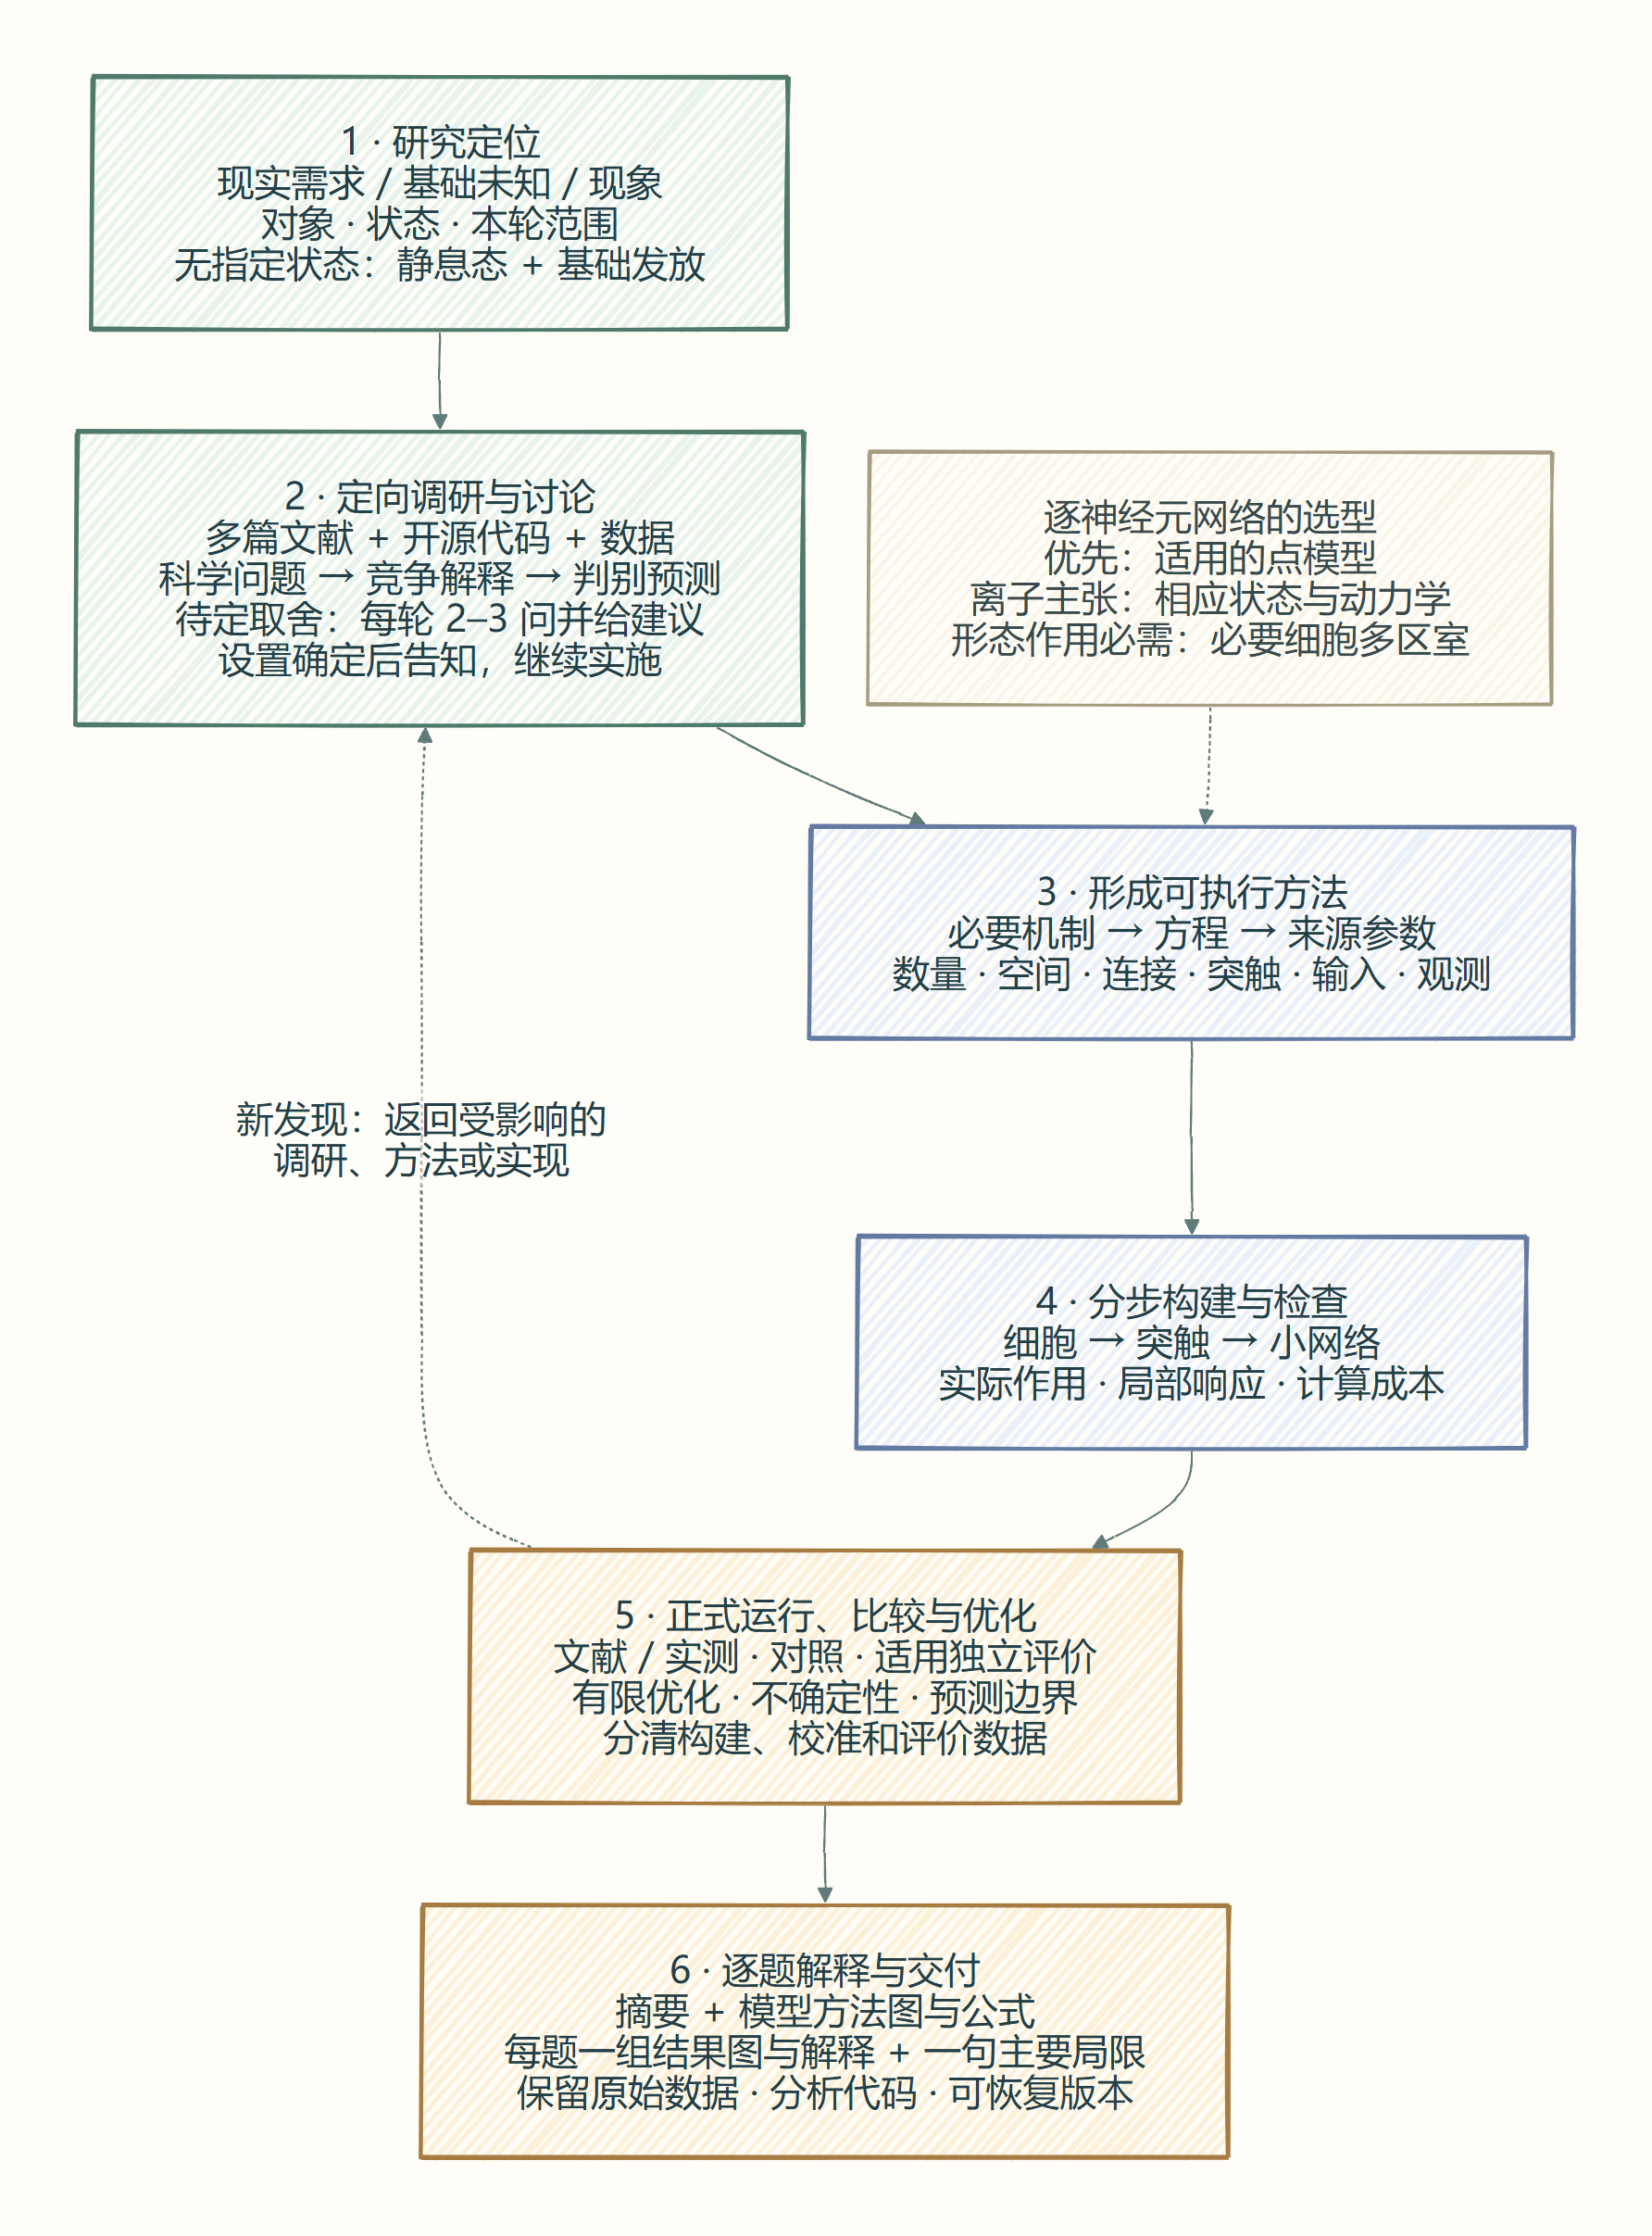 1 · 研究定位
现实需求 / 基础未知 / 现象
对象 · 状态 · 本轮范围
无指定状态：静息态 + 基础发放
2 · 定向调研与讨论
多篇文献 + 开源代码 + 数据
科学问题 → 竞争解释 → 判别预测
待定取舍：每轮 2–3 问并给建议
设置确定后告知，继续实施
逐神经元网络的选型
优先：适用的点模型
离子主张：相应状态与动力学
形态作用必需：必要细胞多区室
3 · 形成可执行方法
必要机制 → 方程 → 来源参数
数量 · 空间 · 连接 · 突触 · 输入 · 观测
新发现：返回受影响的
调研、方法或实现
4 · 分步构建与检查
细胞 → 突触 → 小网络
实际作用 · 局部响应 · 计算成本
5 · 正式运行、比较与优化
文献 / 实测 · 对照 · 适用独立评价
有限优化 · 不确定性 · 预测边界
分清构建、校准和评价数据
6 · 逐题解释与交付
摘要 + 模型方法图与公式
每题一组结果图与解释 + 一句主要局限
保留原始数据 · 分析代码 · 可恢复版本